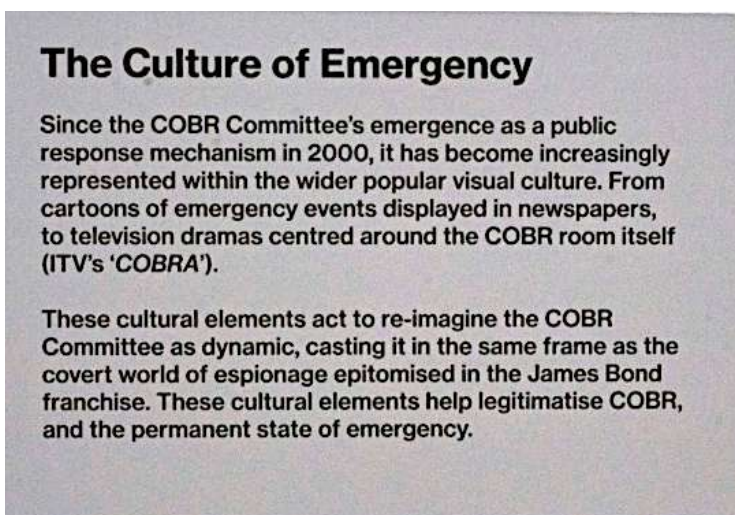 The Culture of Emergency
Since the COBR Committee's emergence as a public
response mechanism in 2000, it has become increasingly
represented within the wider popular visual culture. From
cartoons of emergency events displayed in newspapers,
to television dramas centred around the COBR room itself
(ITV's 'COBRA').
These cultural elements act to re-imagine the COBR
Committee as dynamic, casting it in the same frame as the
covert world of espionage epitomised in the James Bond
franchise. These cultural elements help legitimatise COBR,
and the permanent state of emergency.